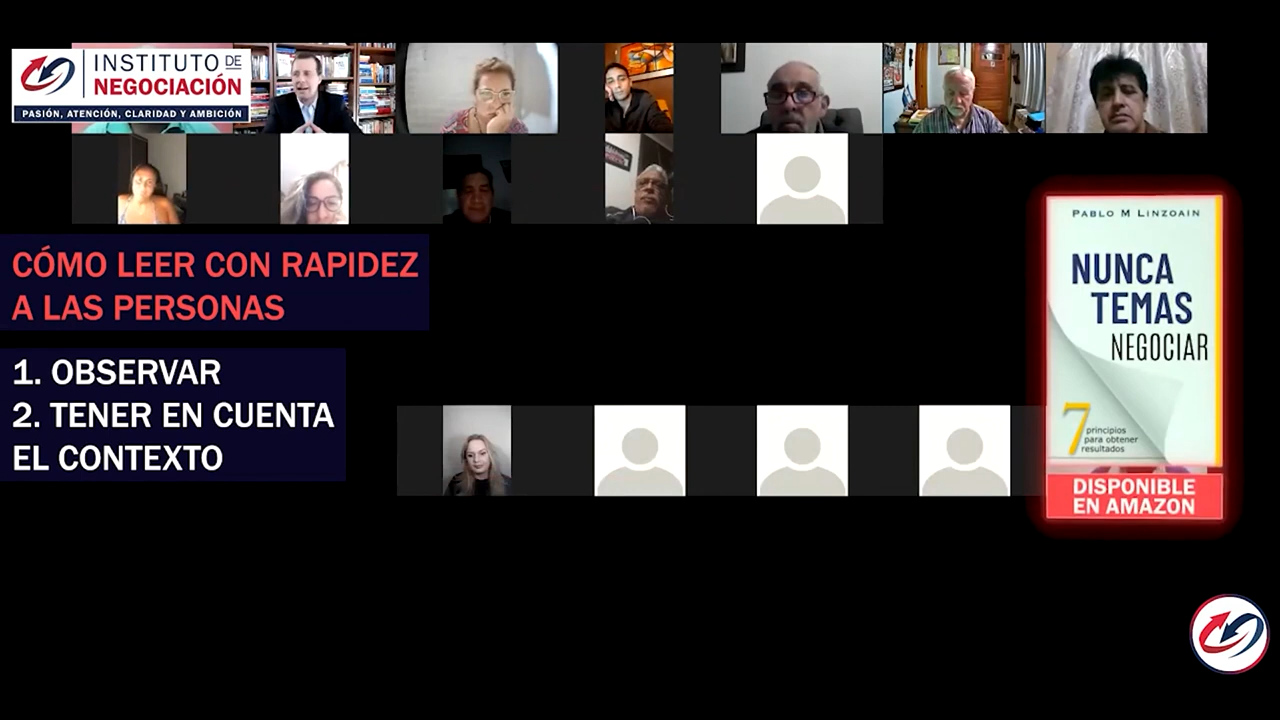 INSTITUTO DE
NEGOCIACIÓN
PASIÓN, ATENCIÓN, CLARIDAD Y AMBICIÓN
CÓMO LEER CON RAPIDEZ
A LAS PERSONAS
1. OBSERVAR
2. TENER EN CUENTA
EL CONTEXTO
PABLO M LINZOAIN
NUNCA
TEMAS
NEGOCIAR
7 principios
para obtener
resultados
DISPONIBLE
EN AMAZON